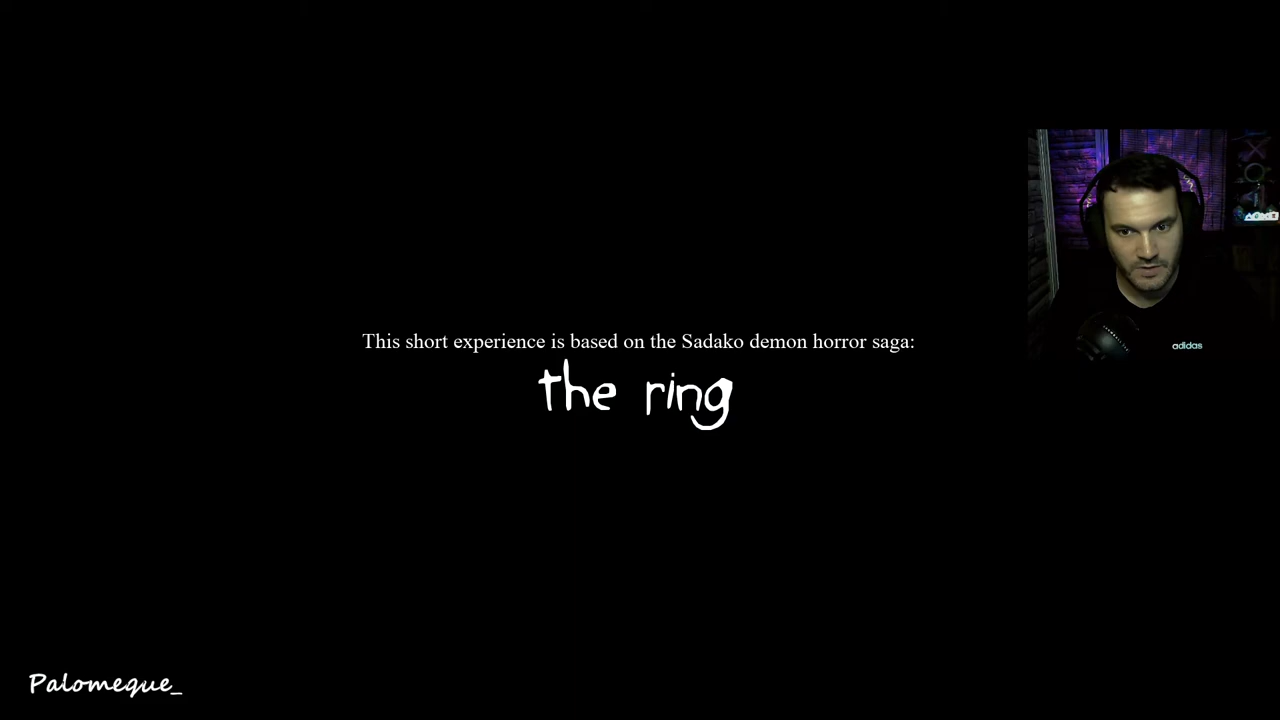 This short experience is based on the Sadako demon horror saga:
the ring
adidas
Palomeque_